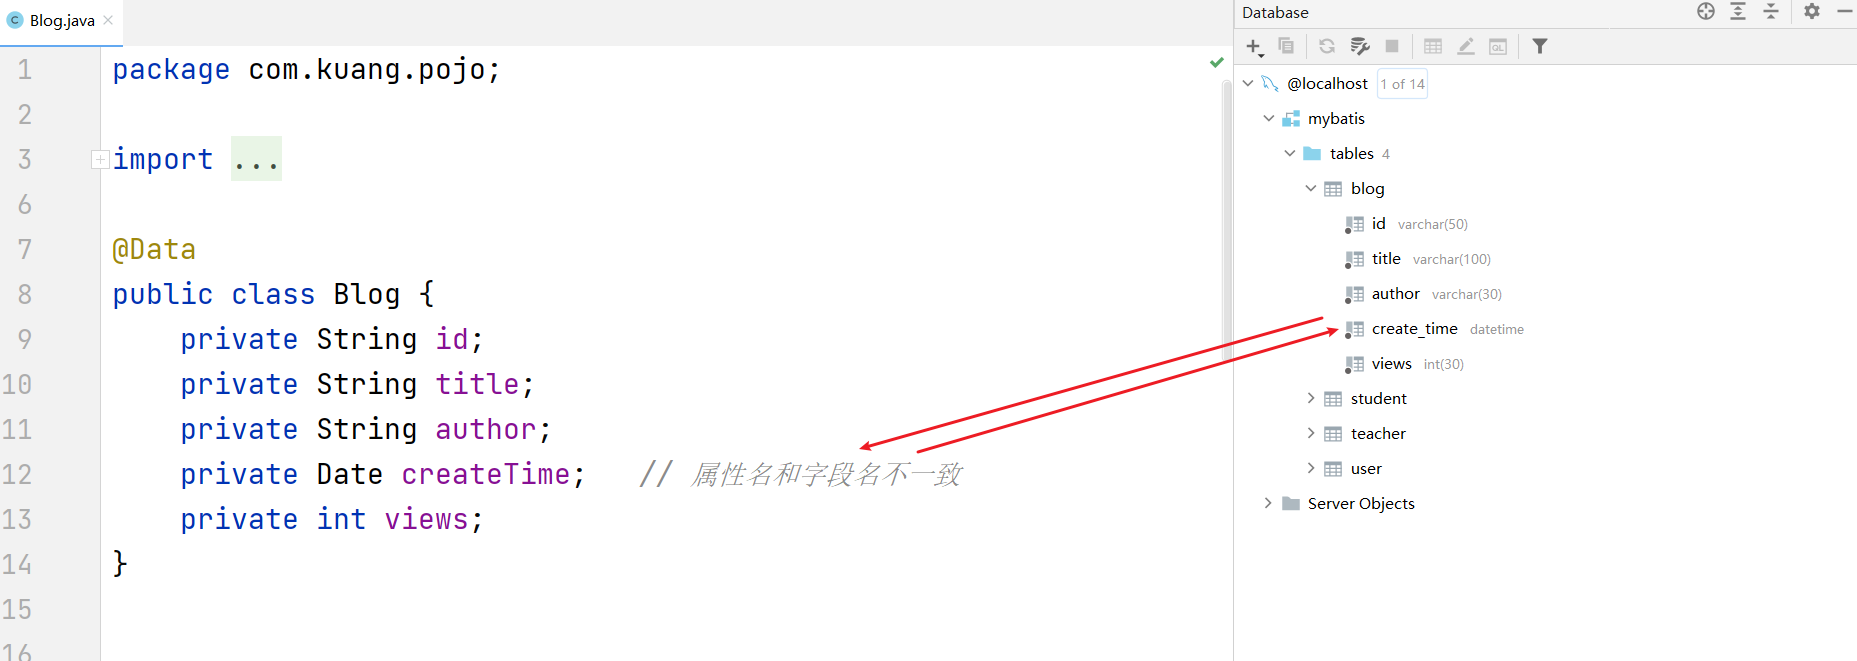 Blog.java
1 package com.kuang.pojo;
2
3 import ...
6
7 @Data
8 public class Blog {
9 private String id;
10 private String title;
11 private String author;
12 private Date createTime; // 属性名和字段名不一致
13 private int views;
14 }
15
16
Database
@localhost 1 of 14
mybatis
tables 4
blog
id varchar(50)
title varchar(100)
author varchar(30)
create_time datetime
views int(30)
student
teacher
user
Server Objects